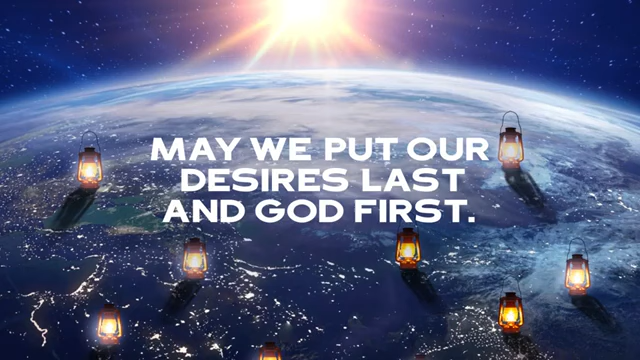 MAY WE PUT OUR
DESIRES LAST
AND GOD FIRST.